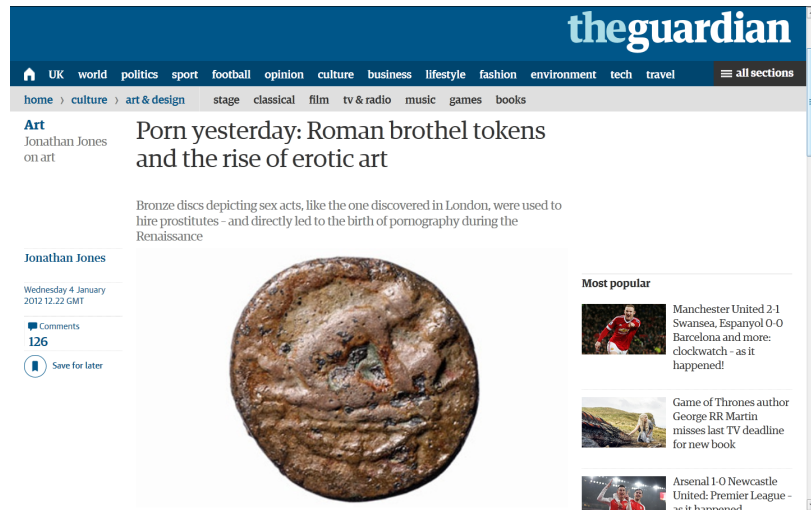 theguardian
UK world politics sport football opinion culture business lifestyle fashion environment tech travel all sections
home › culture › art & design stage classical film tv & radio music games books
Art
Jonathan Jones
on art
Porn yesterday: Roman brothel tokens
and the rise of erotic art
Bronze discs depicting sex acts, like the one discovered in London, were used to
hire prostitutes – and directly led to the birth of pornography during the
Renaissance
Jonathan Jones
Wednesday 4 January
2012 12.22 GMT
Comments
126
Save for later
Most popular
Manchester United 2-1
Swansea, Espanyol 0-0
Barcelona and more:
clockwatch – as it
happened!
Game of Thrones author
George RR Martin
misses last TV deadline
for new book
Arsenal 1-0 Newcastle
United: Premier League –
as it happened